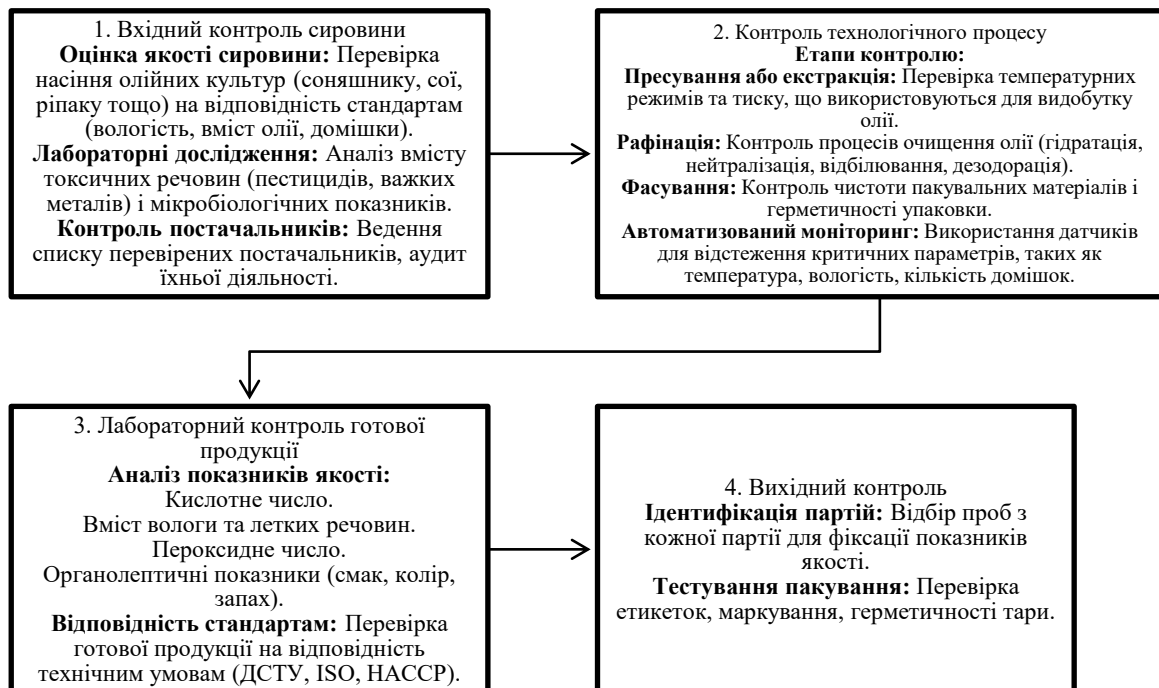 1. Вхідний контроль сировини
Оцінка якості сировини: Перевірка
насіння олійних культур (соняшнику, сої,
ріпаку тощо) на відповідність стандартам
(вологість, вміст олії, домішки).
Лабораторні дослідження: Аналіз вмісту
токсичних речовин (пестицидів, важких
металів) і мікробіологічних показників.
Контроль постачальників: Ведення
списку перевірених постачальників, аудит
їхньої діяльності.
2. Контроль технологічного процесу
Етапи контролю:
Пресування або екстракція: Перевірка температурних
режимів та тиску, що використовуються для видобутку
олії.
Рафінація: Контроль процесів очищення олії (гідратація,
нейтралізація, відбілювання, дезодорація).
Фасування: Контроль чистоти пакувальних матеріалів і
герметичності упаковки.
Автоматизований моніторинг: Використання датчиків
для відстеження критичних параметрів, таких як
температура, вологість, кількість домішок.
3. Лабораторний контроль готової
продукції
Аналіз показників якості:
Кислотне число.
Вміст вологи та летких речовин.
Пероксидне число.
Органолептичні показники (смак, колір,
запах).
Відповідність стандартам: Перевірка
готової продукції на відповідність
технічним умовам (ДСТУ, ISO, HACCP).
4. Вихідний контроль
Ідентифікація партій: Відбір проб з
кожної партії для фіксації показників
якості.
Тестування пакування: Перевірка
етикеток, маркування, герметичності тари.